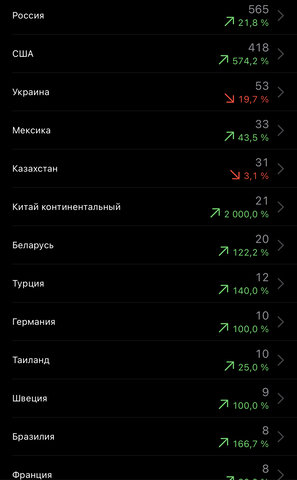 Россия
565
21,8 %
США
418
574,2 %
Украина
53
19,7 %
Мексика
33
43,5 %
Казахстан
31
3,1 %
Китай континентальный
21
2 000,0 %
Беларусь
20
122,2 %
Турция
12
140,0 %
Германия
10
100,0 %
Таиланд
10
25,0 %
Швеция
9
100,0 %
Бразилия
8
166,7 %
Франция
8